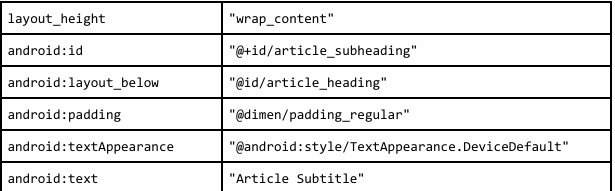 layout_height "wrap_content"
android:id "@+id/article_subheading"
android:layout_below "@id/article_heading"
android:padding "@dimen/padding_regular"
android:textAppearance "@android:style/TextAppearance.DeviceDefault"
android:text "Article Subtitle"